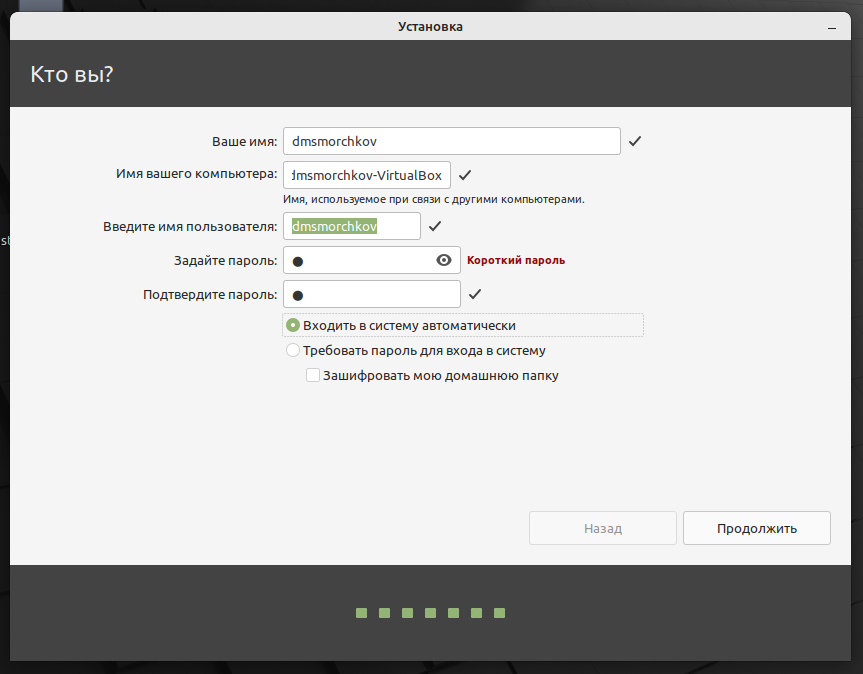 Установка
Кто вы?
Ваше имя: dmsmorchkov
Имя вашего компьютера: dmsmorchkov-VirtualBox
Имя, используемое при связи с другими компьютерами.
Введите имя пользователя: dmsmorchkov
Задайте пароль: ● Короткий пароль
Подтвердите пароль: ●
Входить в систему автоматически
Требовать пароль для входа в систему
Зашифровать мою домашнюю папку
Назад Продолжить